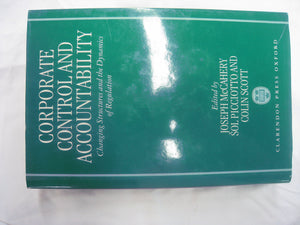 CORPORATE
CONTROL AND
ACCOUNTABILITY
Changing Structures and the Dynamics
of Regulation
Edited by
JOSEPH McCAHERY
SOL PICCIOTTO AND
COLIN SCOTT
CLARENDON PRESS OXFORD